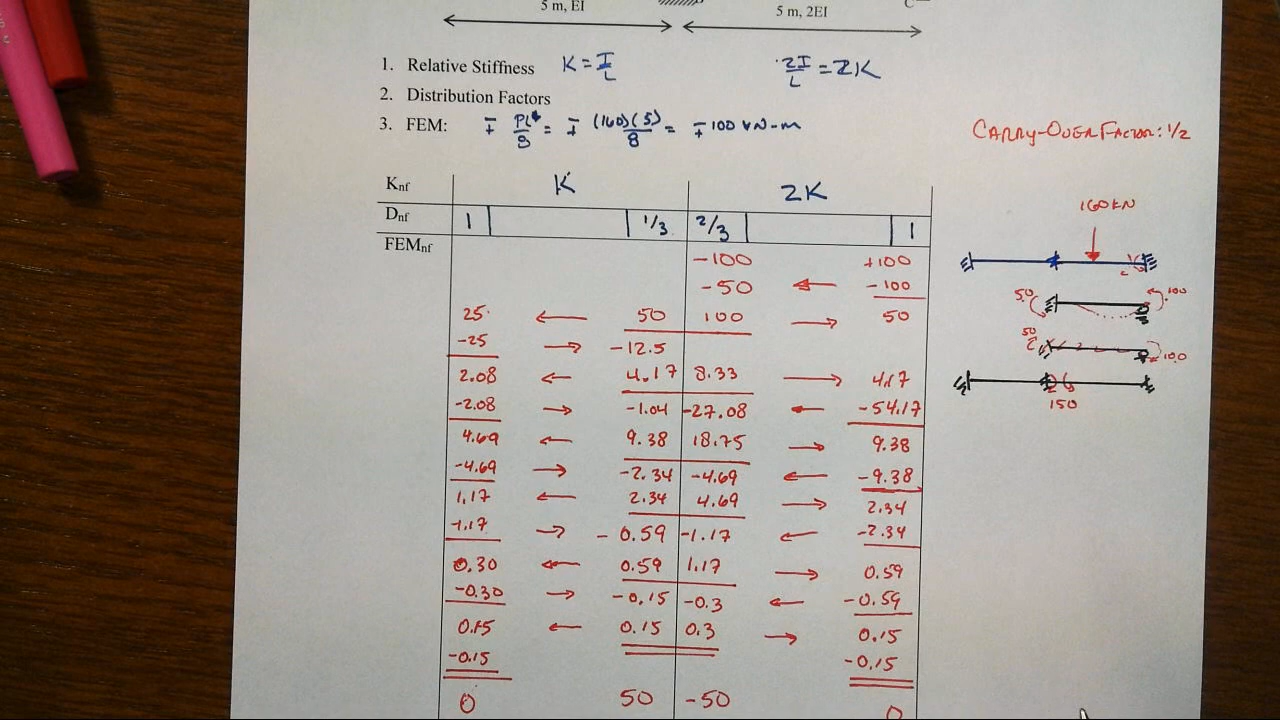 5 m, EI 5 m, 2EI C
1. Relative Stiffness K = I/L 2I/L = 2K
2. Distribution Factors
3. FEM: ∓ PL/8 = ∓ (160)(5)/8 = ∓ 100 kN-m
CARRY-OVER FACTOR: 1/2
Knf K 2K
Dnf 1 1/3 2/3 1
FEMnf
-100 +100
-50 ← -100
25 ← 50 100 → 50
-25 → -12.5
2.08 ← 4.17 8.33 → 4.17
-2.08 → -1.04 -27.08 ← -54.17
4.69 ← 9.38 18.75 → 9.38
-4.69 → -2.34 -4.69 ← -9.38
1.17 ← 2.34 4.69 → 2.34
-1.17 → -0.59 -1.17 ← -2.34
0.30 ← 0.59 1.17 → 0.59
-0.30 → -0.15 -0.3 ← -0.59
0.15 ← 0.15 0.3 → 0.15
-0.15 -0.15
0 50 -50 0
160 kN
50 100
50 100
150